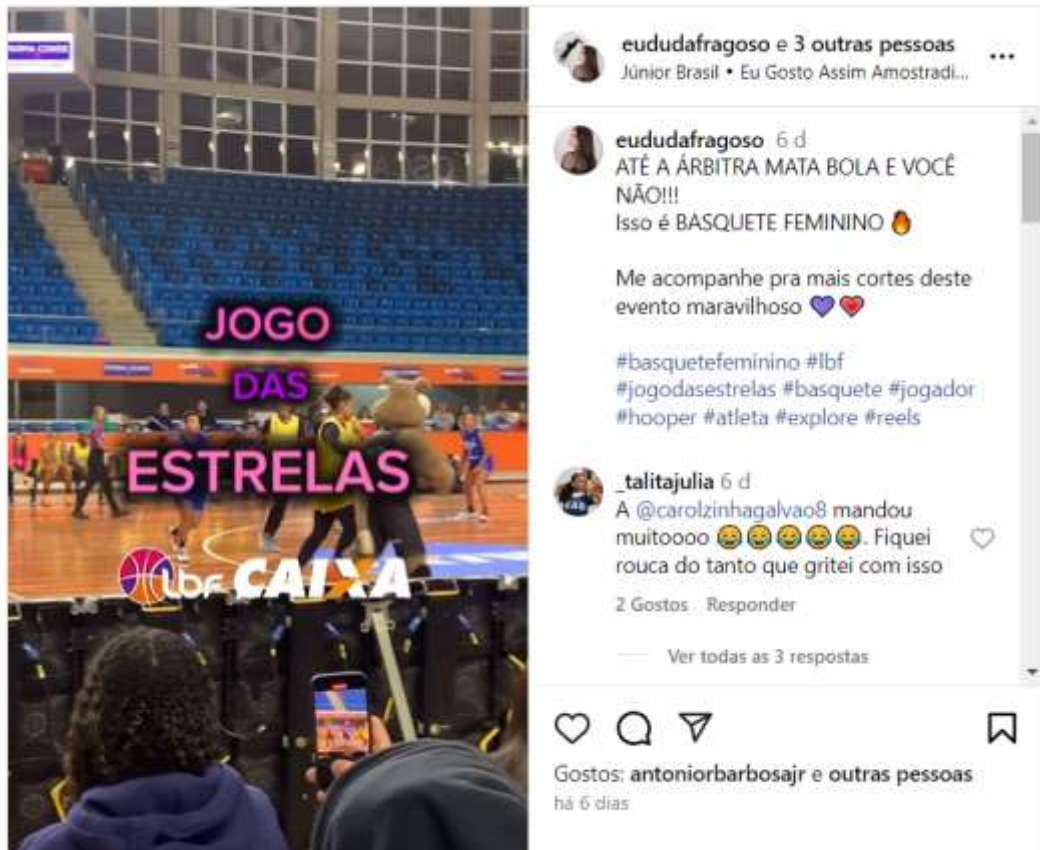 JOGO
DAS
ESTRELAS
lbf CAIXA
eududafragoso e 3 outras pessoas
Júnior Brasil • Eu Gosto Assim Amostradi...
eududafragoso 6 d
ATÉ A ÁRBITRA MATA BOLA E VOCÊ
NÃO!!!
Isso é BASQUETE FEMININO 🔥
Me acompanhe pra mais cortes deste
evento maravilhoso 💜❤️
#basquetefeminino #lbf
#jogodasestrelas #basquete #jogador
#hooper #atleta #explore #reels
_talitajulia 6 d
A @carolzinhagalvao8 mandou
muitoooo 😂😂😂😂😂. Fiquei
rouca do tanto que gritei com isso
2 Gostos Responder
Ver todas as 3 respostas
Gostos: antoniorbarbosajr e outras pessoas
há 6 dias